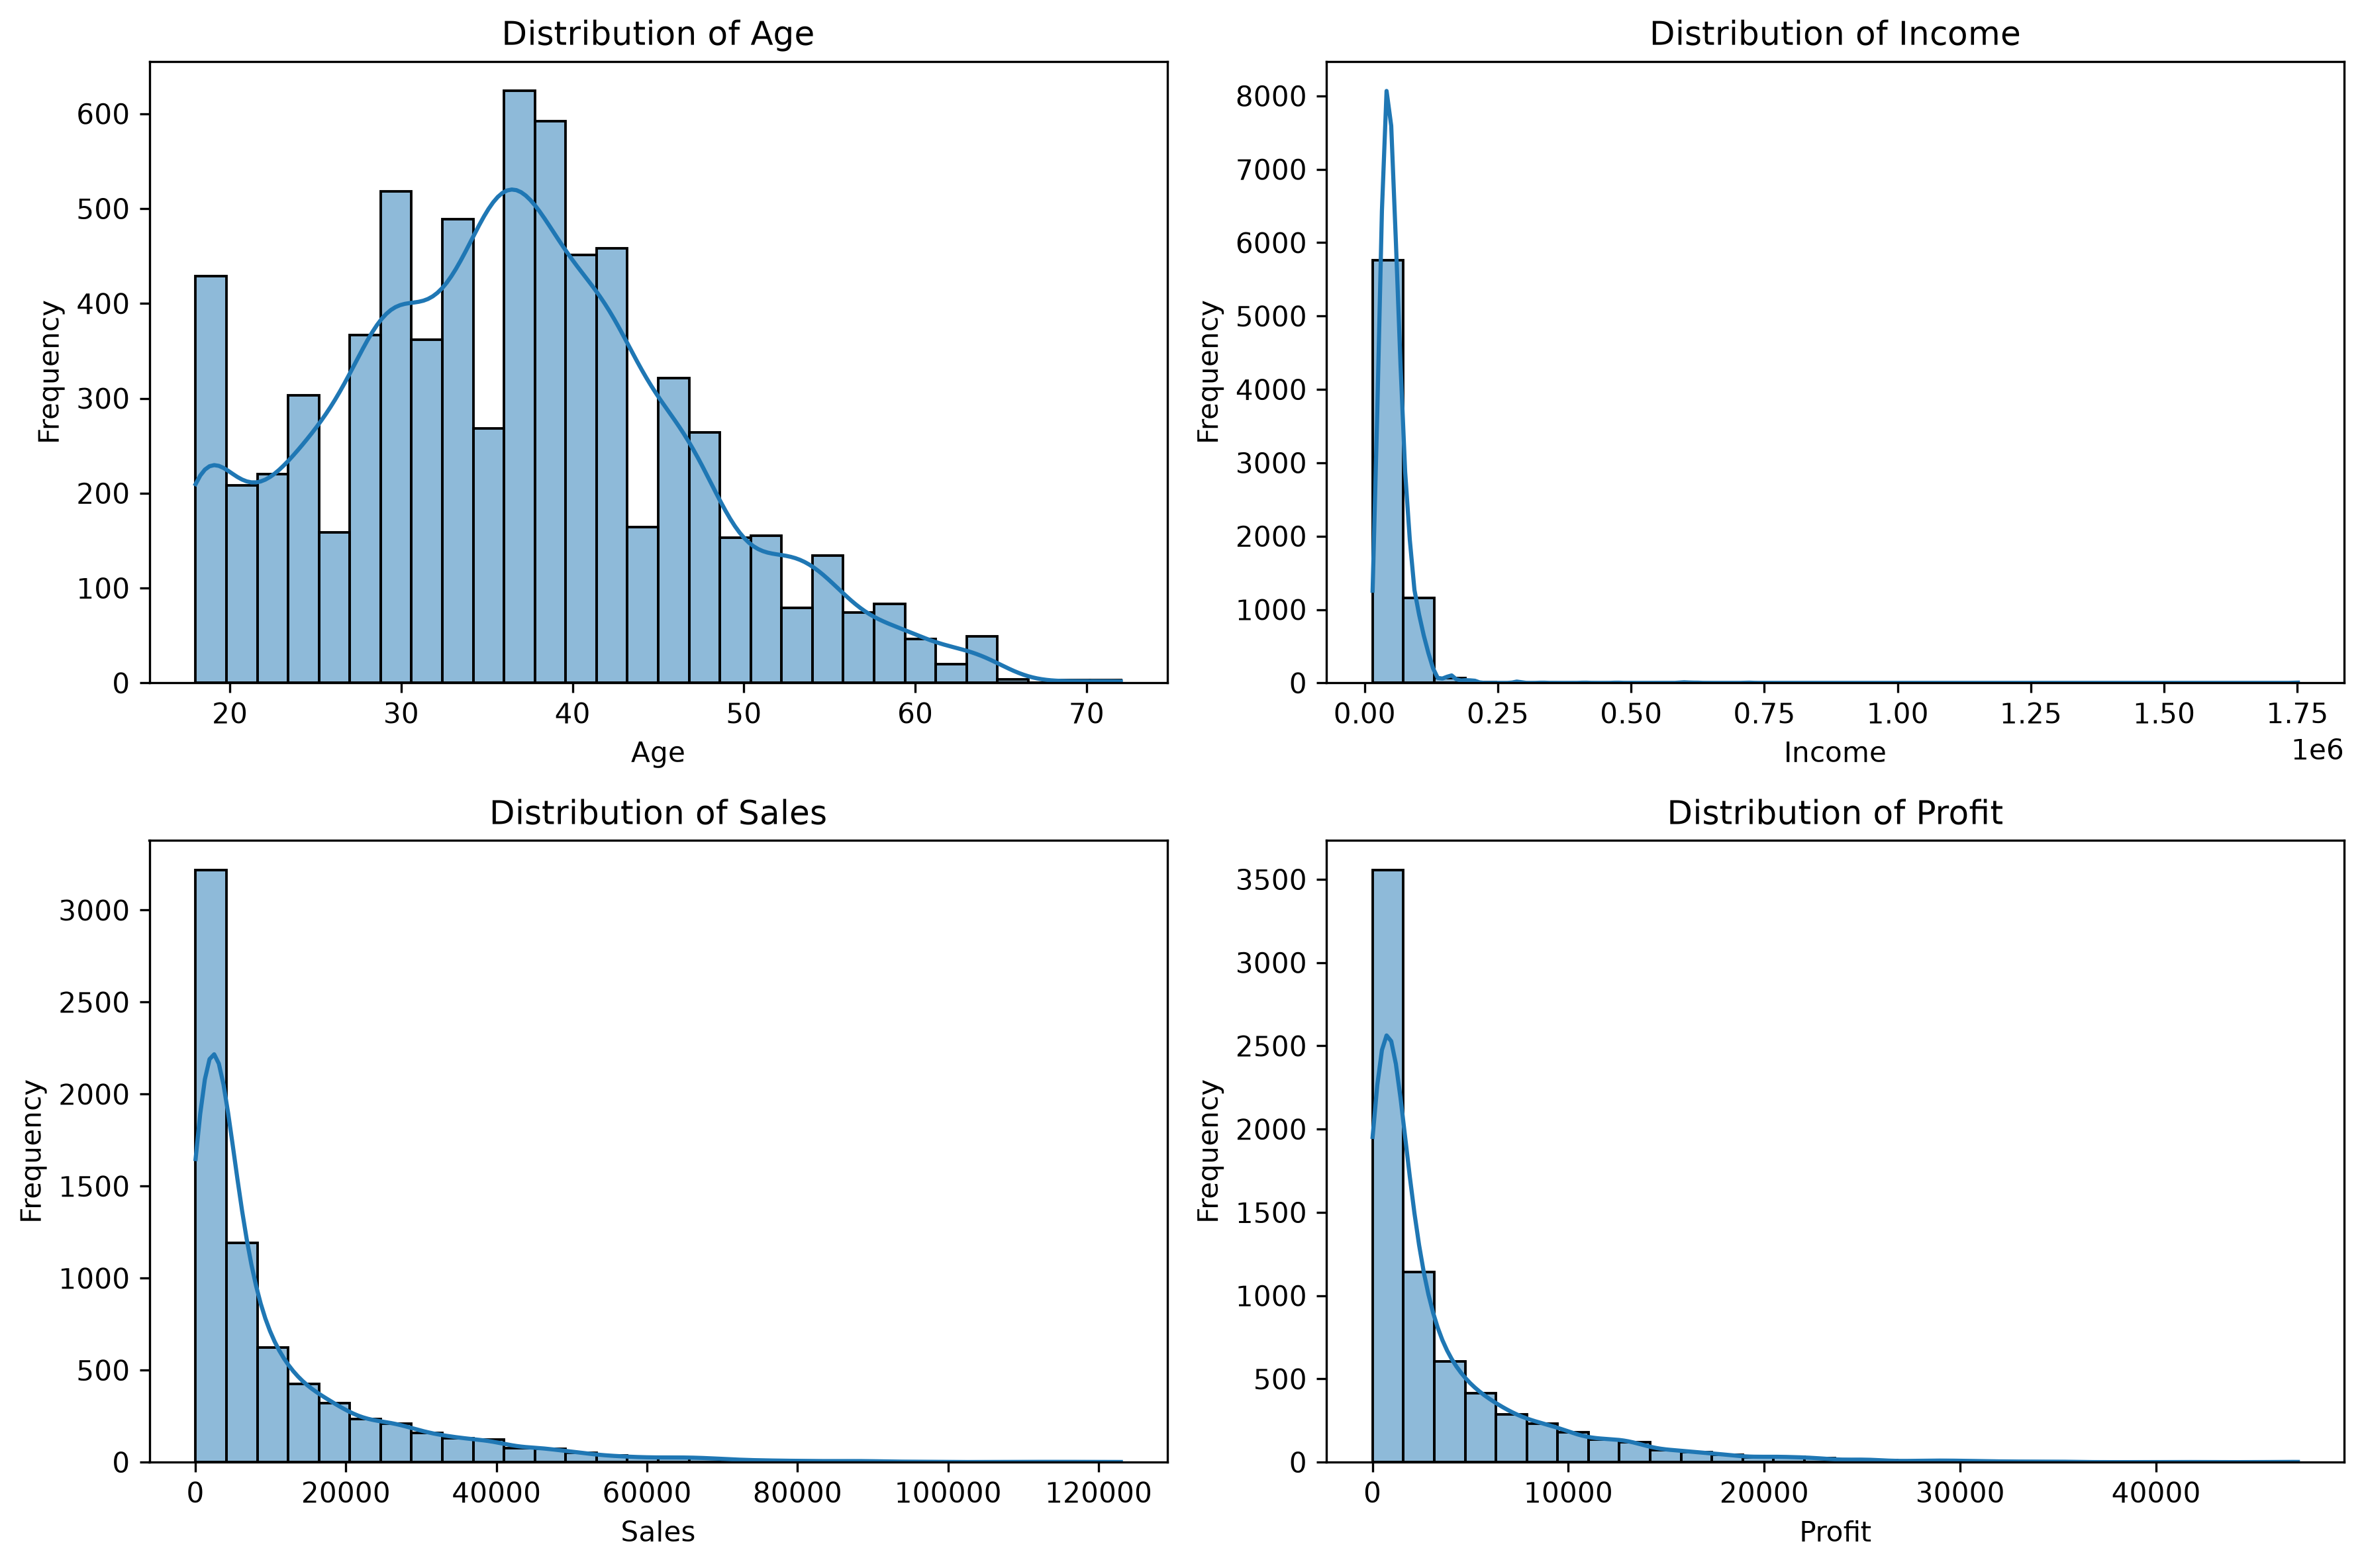 Distribution of Age
600
500
400
300
200
100
0
Frequency
20 30 40 50 60 70
Age
Distribution of Income
8000
7000
6000
5000
4000
3000
2000
1000
0
Frequency
0.00 0.25 0.50 0.75 1.00 1.25 1.50 1.75
1e6
Income
Distribution of Sales
3000
2500
2000
1500
1000
500
0
Frequency
0 20000 40000 60000 80000 100000 120000
Sales
Distribution of Profit
3500
3000
2500
2000
1500
1000
500
0
Frequency
0 10000 20000 30000 40000
Profit